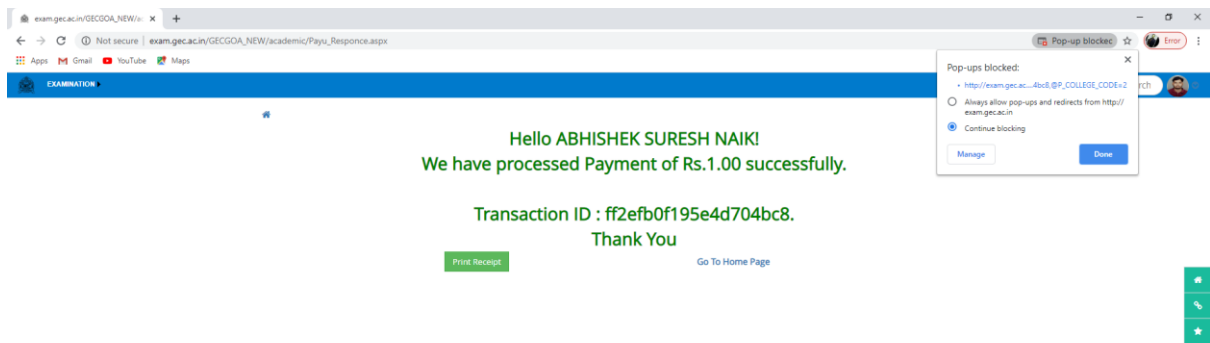 exam.gec.ac.in/GECGOA_NEW/a
Not secure | exam.gec.ac.in/GECGOA_NEW/academic/Payu_Responce.aspx
Pop-up blocked
Error
Apps
Gmail
YouTube
Maps
EXAMINATION
rch
Pop-ups blocked:
http://exam.gec.ac....4bc8,@P_COLLEGE_CODE=2
Always allow pop-ups and redirects from http://
exam.gec.ac.in
Continue blocking
Manage
Done
Hello ABHISHEK SURESH NAIK!
We have processed Payment of Rs.1.00 successfully.
Transaction ID : ff2efb0f195e4d704bc8.
Thank You
Print Receipt
Go To Home Page